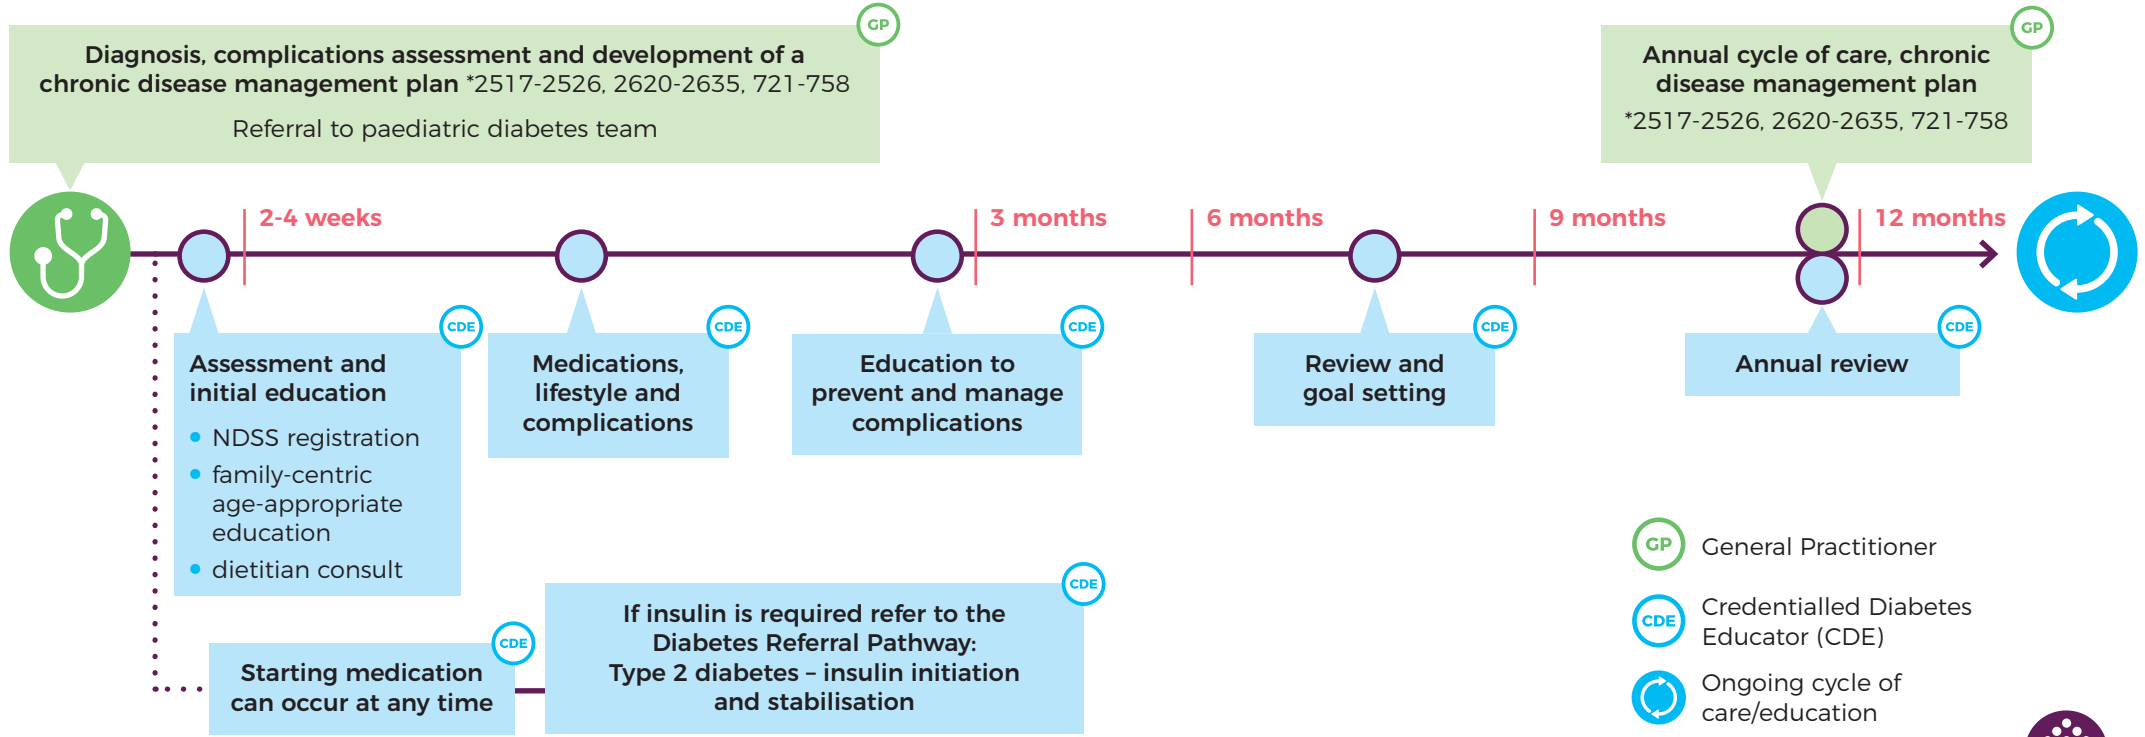 GP
Diagnosis, complications assessment and development of a
chronic disease management plan *2517-2526, 2620-2635, 721-758
Referral to paediatric diabetes team
GP
Annual cycle of care, chronic
disease management plan
*2517-2526, 2620-2635, 721-758
2-4 weeks
3 months
6 months
9 months
12 months
CDE
Assessment and
initial education
• NDSS registration
• family-centric
age-appropriate
education
• dietitian consult
CDE
Medications,
lifestyle and
complications
CDE
Education to
prevent and manage
complications
CDE
Review and
goal setting
CDE
Annual review
CDE
Starting medication
can occur at any time
CDE
If insulin is required refer to the
Diabetes Referral Pathway:
Type 2 diabetes – insulin initiation
and stabilisation
GP General Practitioner
CDE Credentialled Diabetes
Educator (CDE)
Ongoing cycle of
care/education